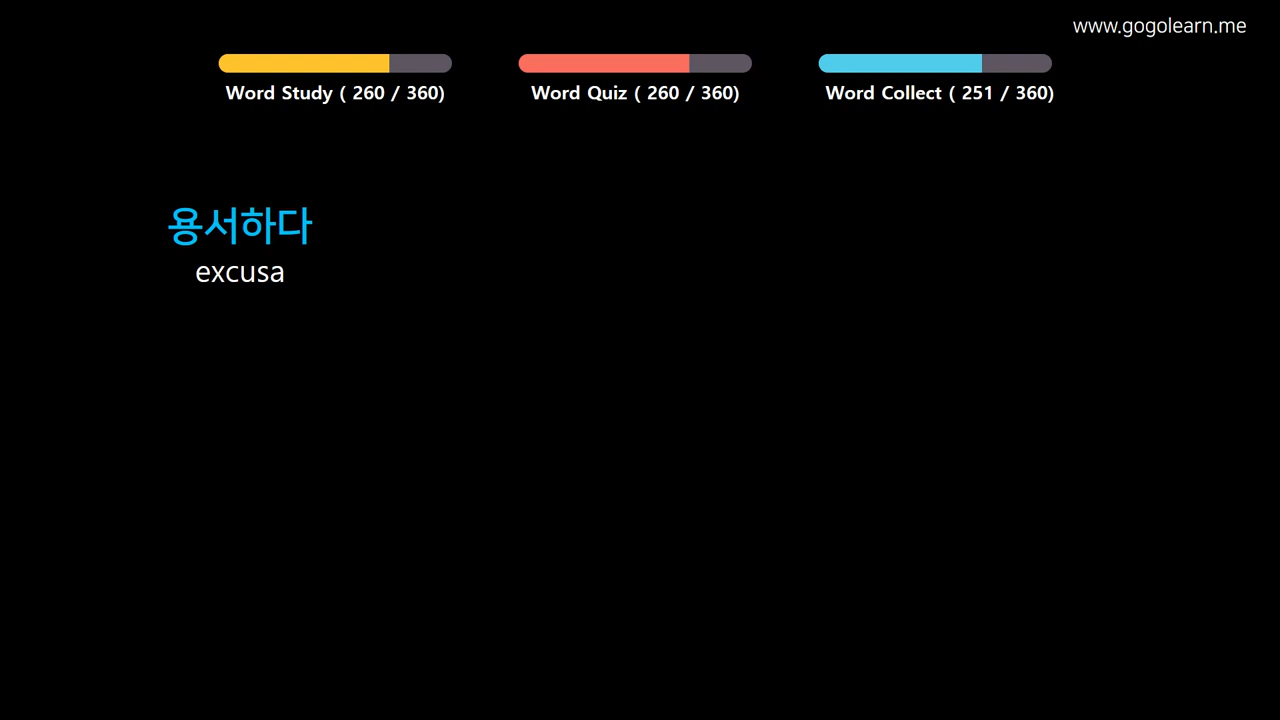 www.gogolearn.me
Word Study ( 260 / 360)
Word Quiz ( 260 / 360)
Word Collect ( 251 / 360)
용서하다
excusa